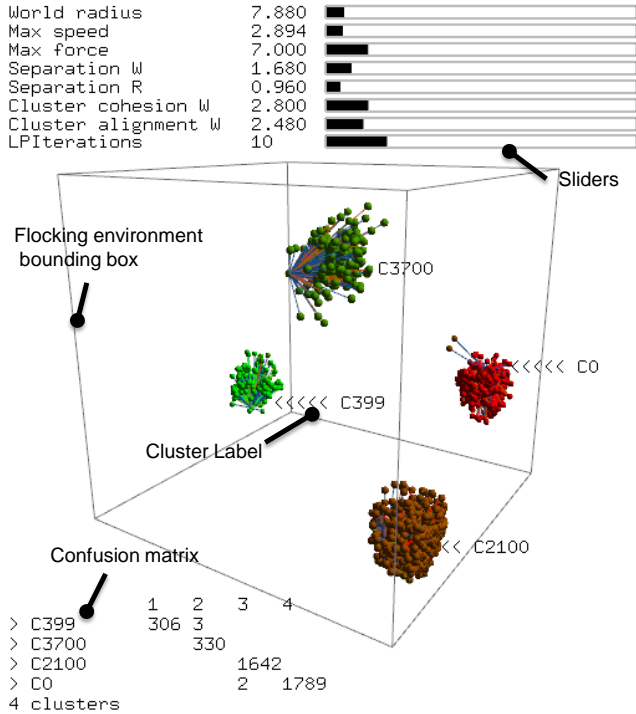 World radius 7.880
Max speed 2.894
Max force 7.000
Separation W 1.680
Separation R 0.960
Cluster cohesion W 2.800
Cluster alignment W 2.480
LPIterations 10
Sliders
Flocking environment
bounding box
C3700
<<<<< C0
<<<<< C399
Cluster Label
<< C2100
Confusion matrix
1 2 3 4
> C399 306 3
> C3700 330
> C2100 1642
> C0 2 1789
4 clusters